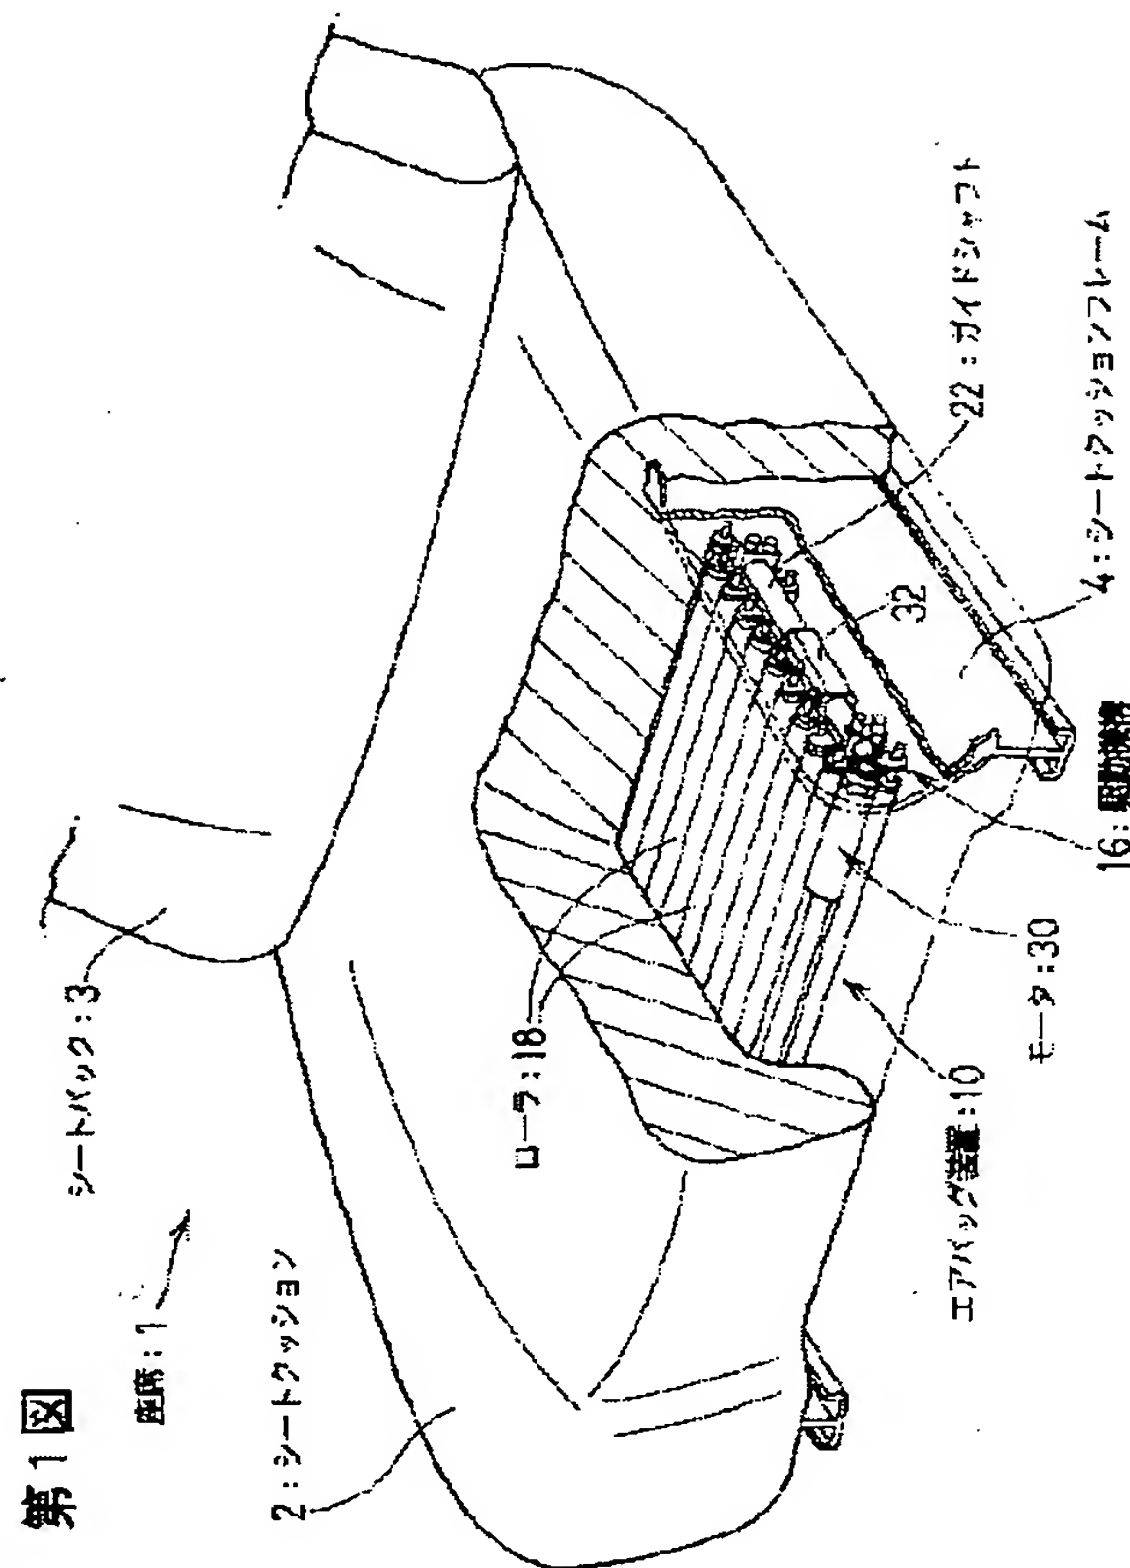 第1図
座席:1
シートバック:3
2:シートクッション
ローラ:18
22:ガイドシャフト
32
4:シートクッションフレーム
16:駆動機構
モータ:30
エアバッグ装置:10